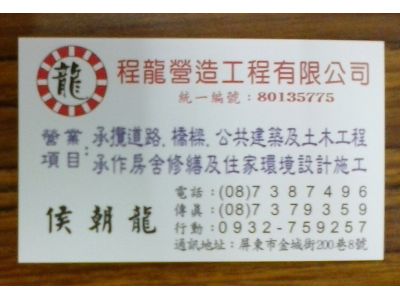 龍
程龍營造工程有限公司
統一編號：80135775
營業項目：
承攬道路.橋樑.公共建築及土木工程
承作房舍修繕及住家環境設計施工
侯朝龍
電話：(08)7387496
傳真：(08)7379359
行動：0932-759257
通訊地址：屏東市金城街200巷8號